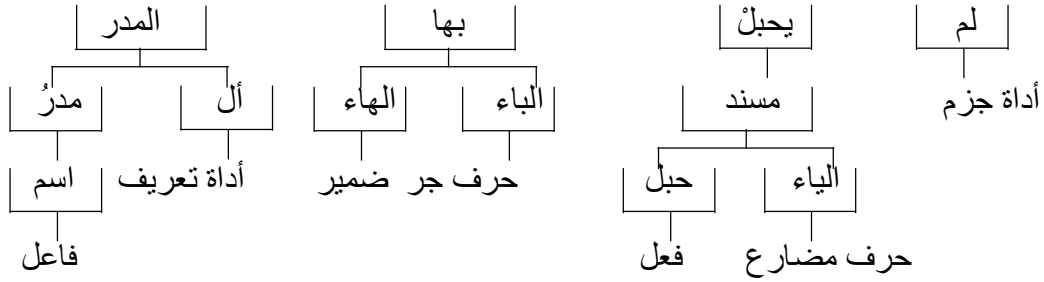 لم يحبلْ بها المدر
أداة جزم مسند الباء الهاء أل مدرُ
الياء حبل حرف جر ضمير أداة تعريف اسم
حرف مضارع فعل فاعل